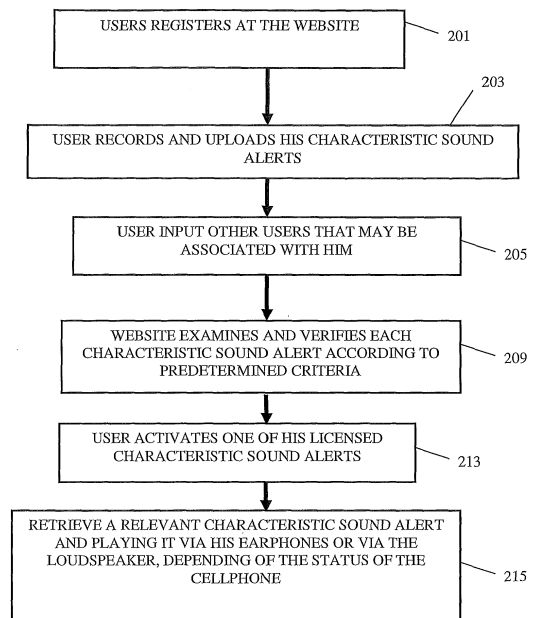 USERS REGISTERS AT THE WEBSITE
201
203
USER RECORDS AND UPLOADS HIS CHARACTERISTIC SOUND
ALERTS
USER INPUT OTHER USERS THAT MAY BE
ASSOCIATED WITH HIM
205
WEBSITE EXAMINES AND VERIFIES EACH
CHARACTERISTIC SOUND ALERT ACCORDING TO
PREDETERMINED CRITERIA
209
USER ACTIVATES ONE OF HIS LICENSED
CHARACTERISTIC SOUND ALERTS
213
RETRIEVE A RELEVANT CHARACTERISTIC SOUND ALERT
AND PLAYING IT VIA HIS EARPHONES OR VIA THE
LOUDSPEAKER, DEPENDING OF THE STATUS OF THE
CELLPHONE
215